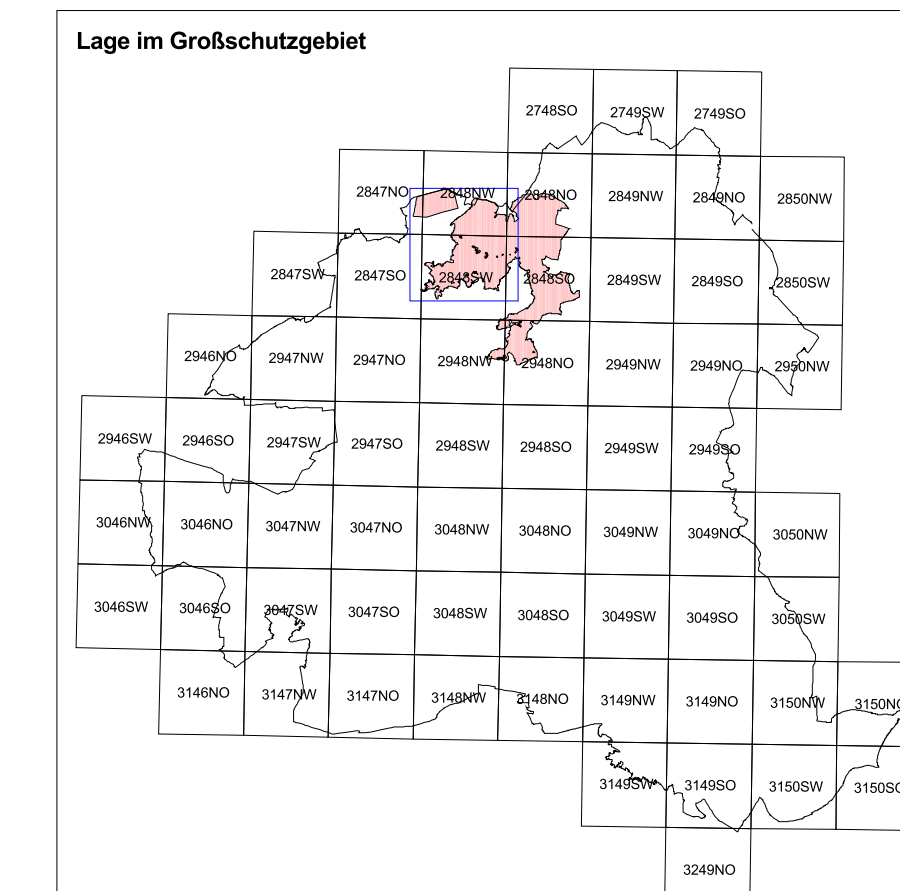 Lage im Großschutzgebiet
2748SO 2749SW 2749SO
2847NO 2848NW 2848NO 2849NW 2849NO 2850NW
2847SW 2847SO 2848SW 2848SO 2849SW 2849SO 2850SW
2946NO 2947NW 2947NO 2948NW 2948NO 2949NW 2949NO 2950NW
2946SW 2946SO 2947SW 2947SO 2948SW 2948SO 2949SW 2949SO
3046NW 3046NO 3047NW 3047NO 3048NW 3048NO 3049NW 3049NO 3050NW
3046SW 3046SO 3047SW 3047SO 3048SW 3048SO 3049SW 3049SO 3050SW
3146NO 3147NW 3147NO 3148NW 3148NO 3149NW 3149NO 3150NW 3150NO
3149SW 3149SO 3150SW 3150SO
3249NO